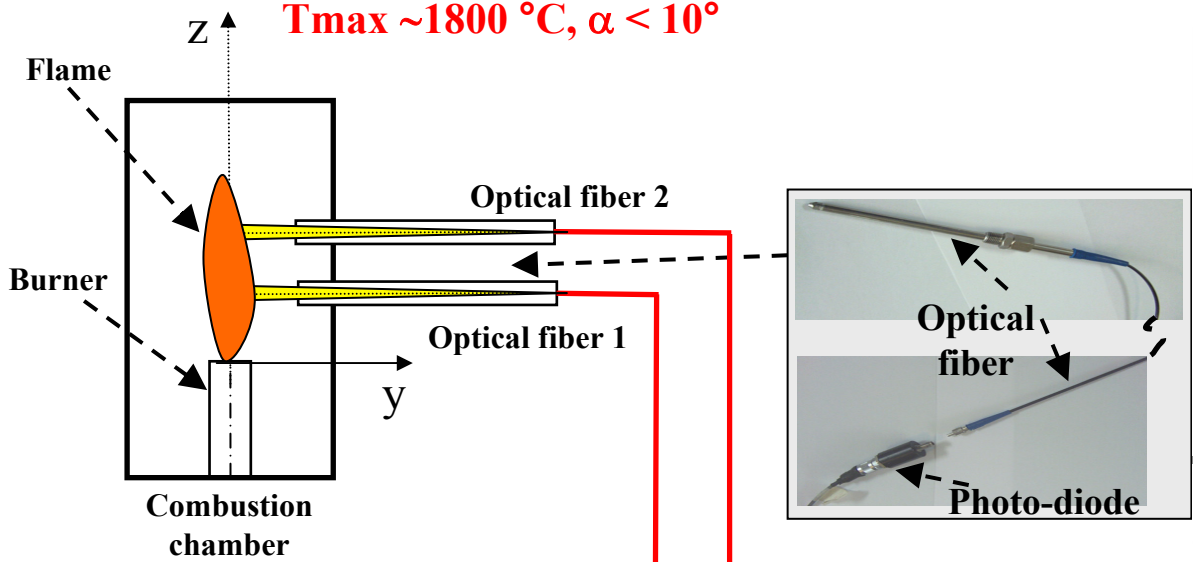 Tmax ~1800 °C, α < 10°
z
Flame
Optical fiber 2
Burner
Optical fiber 1
y
Combustion
chamber
Optical
fiber
Photo-diode